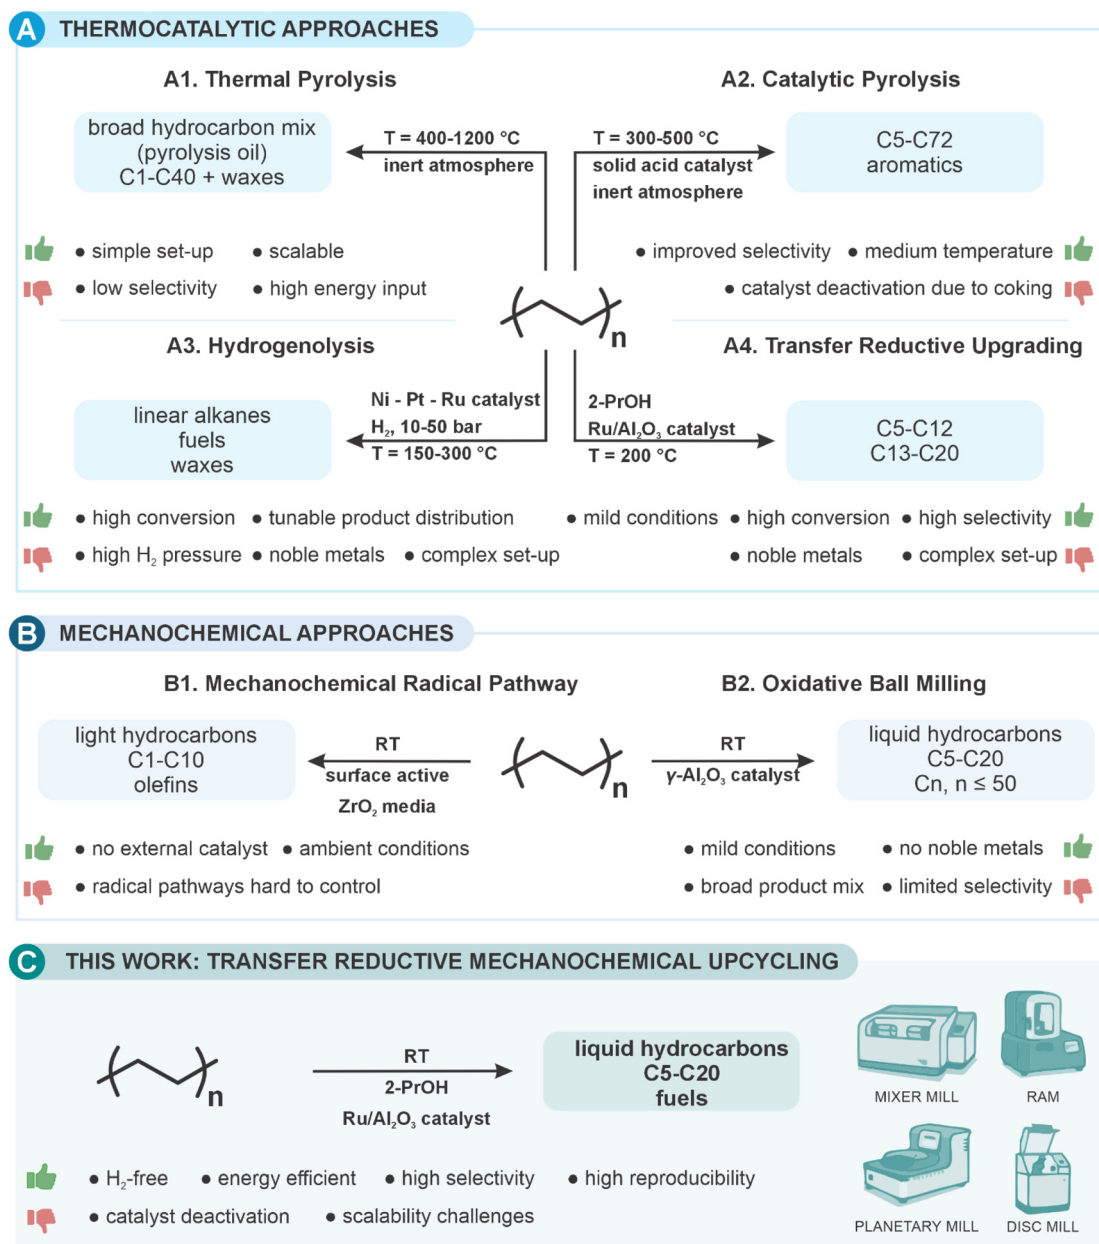 A THERMOCATALYTIC APPROACHES
A1. Thermal Pyrolysis
broad hydrocarbon mix
(pyrolysis oil)
C1-C40 + waxes
T = 400-1200 °C
inert atmosphere
• simple set-up • scalable
• low selectivity • high energy input
A2. Catalytic Pyrolysis
T = 300-500 °C
solid acid catalyst
inert atmosphere
C5-C72
aromatics
• improved selectivity • medium temperature
• catalyst deactivation due to coking
n
A3. Hydrogenolysis
linear alkanes
fuels
waxes
Ni - Pt - Ru catalyst
H₂, 10-50 bar
T = 150-300 °C
• high conversion • tunable product distribution
• high H₂ pressure • noble metals • complex set-up
A4. Transfer Reductive Upgrading
2-PrOH
Ru/Al₂O₃ catalyst
T = 200 °C
C5-C12
C13-C20
• mild conditions • high conversion • high selectivity
• noble metals • complex set-up
B MECHANOCHEMICAL APPROACHES
B1. Mechanochemical Radical Pathway
light hydrocarbons
C1-C10
olefins
RT
surface active
ZrO₂ media
n
• no external catalyst • ambient conditions
• radical pathways hard to control
B2. Oxidative Ball Milling
RT
γ-Al₂O₃ catalyst
liquid hydrocarbons
C5-C20
Cn, n ≤ 50
• mild conditions • no noble metals
• broad product mix • limited selectivity
C THIS WORK: TRANSFER REDUCTIVE MECHANOCHEMICAL UPCYCLING
n
RT
2-PrOH
Ru/Al₂O₃ catalyst
liquid hydrocarbons
C5-C20
fuels
• H₂-free • energy efficient • high selectivity • high reproducibility
• catalyst deactivation • scalability challenges
MIXER MILL
RAM
PLANETARY MILL
DISC MILL